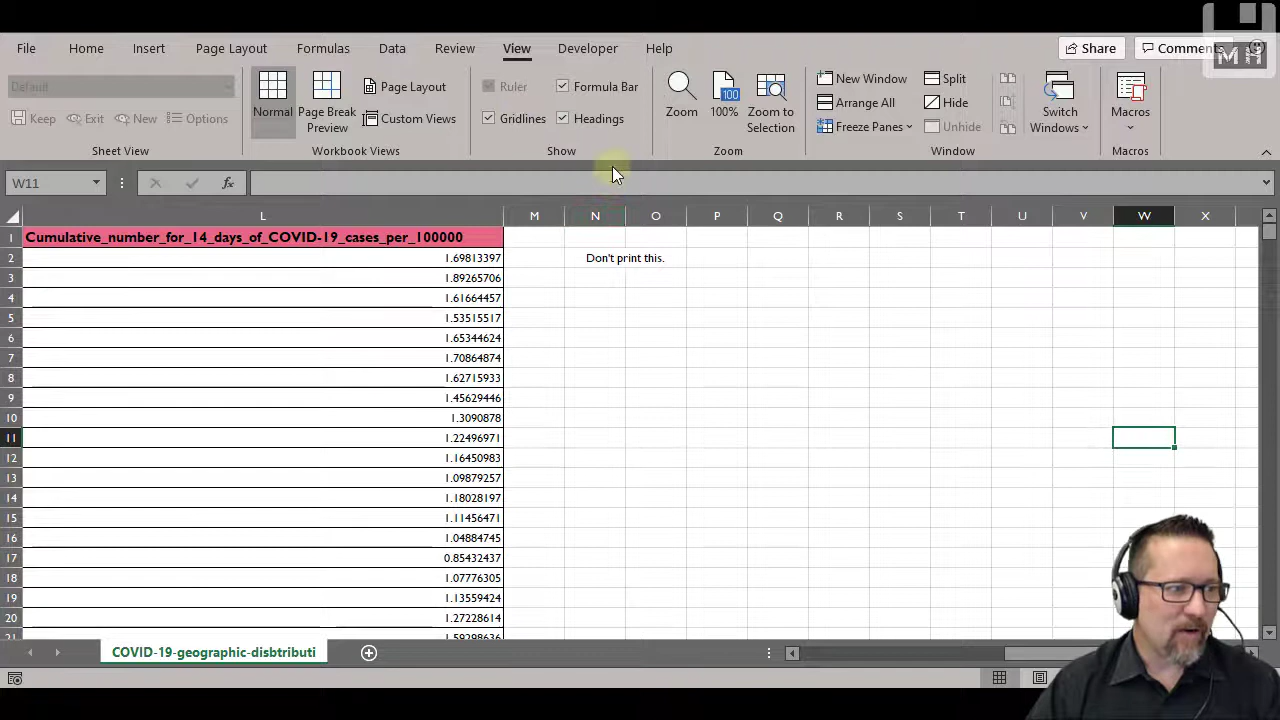 File Home Insert Page Layout Formulas Data Review View Developer Help Share Comments
Default
Keep Exit New Options
Sheet View
Normal
Page Break Preview
Page Layout
Custom Views
Workbook Views
Ruler Formula Bar
Gridlines Headings
Show
Zoom
100
100%
Zoom to Selection
Zoom
New Window
Arrange All
Freeze Panes
Split
Hide
Unhide
Switch Windows
Window
Macros
Macros
M
W11 fx
L M N O P Q R S T U V W X
1 Cumulative_number_for_14_days_of_COVID-19_cases_per_100000
2 1.69813397 Don't print this.
3 1.89265706
4 1.61664457
5 1.53515517
6 1.65344624
7 1.70864874
8 1.62715933
9 1.45629446
10 1.3090878
11 1.22496971
12 1.16450983
13 1.09879257
14 1.18028197
15 1.11456471
16 1.04884745
17 0.85432437
18 1.07776305
19 1.13559424
20 1.27228614
21 1.59298636
COVID-19-geographic-disbtributi